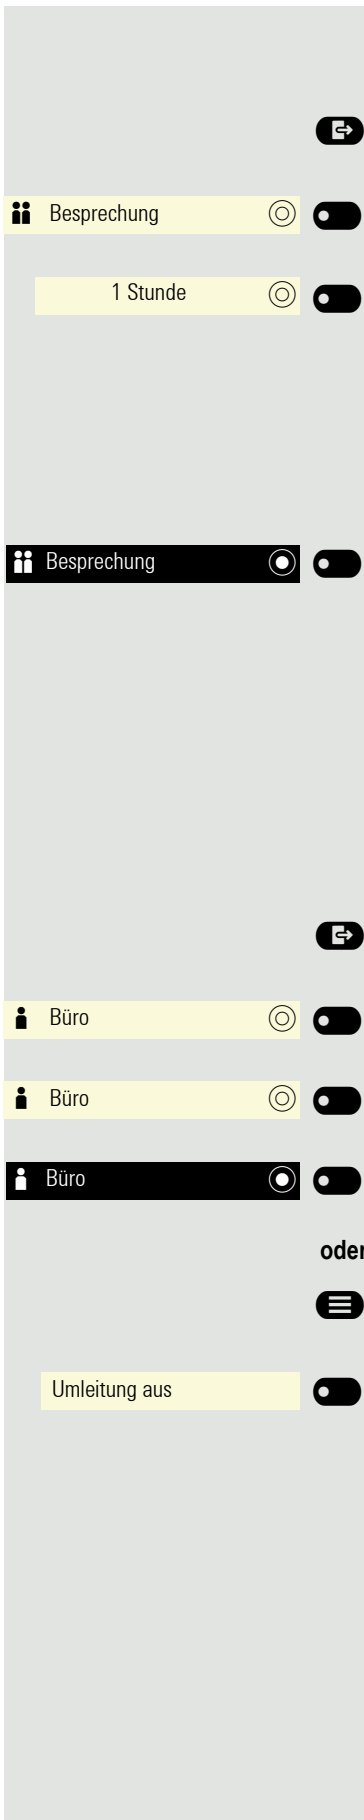 Besprechung
1 Stunde
Besprechung
Büro
Büro
Büro
oder
Umleitung aus